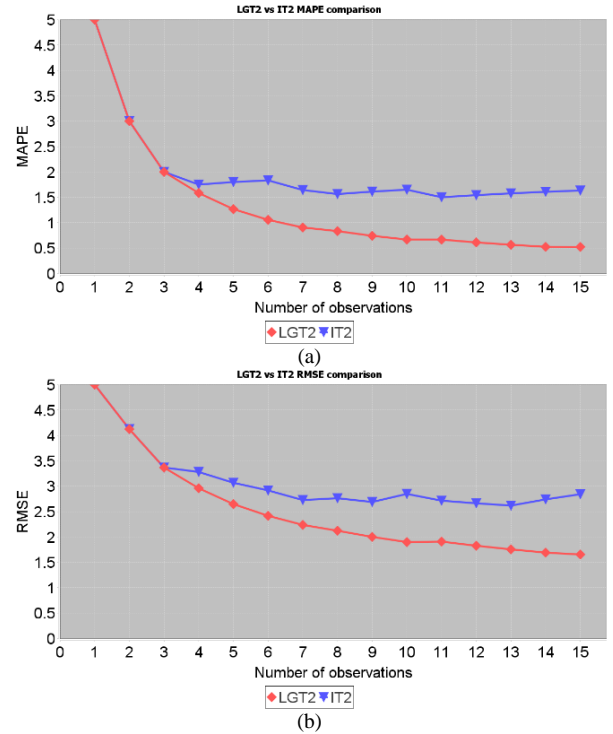 LGT2 vs IT2 MAPE comparison
5
4.5
4
3.5
3
2.5
2
1.5
1
0.5
0
MAPE
0 1 2 3 4 5 6 7 8 9 10 11 12 13 14 15
Number of observations
LGT2 IT2
(a)
LGT2 vs IT2 RMSE comparison
5
4.5
4
3.5
3
2.5
2
1.5
1
0.5
0
RMSE
0 1 2 3 4 5 6 7 8 9 10 11 12 13 14 15
Number of observations
LGT2 IT2
(b)